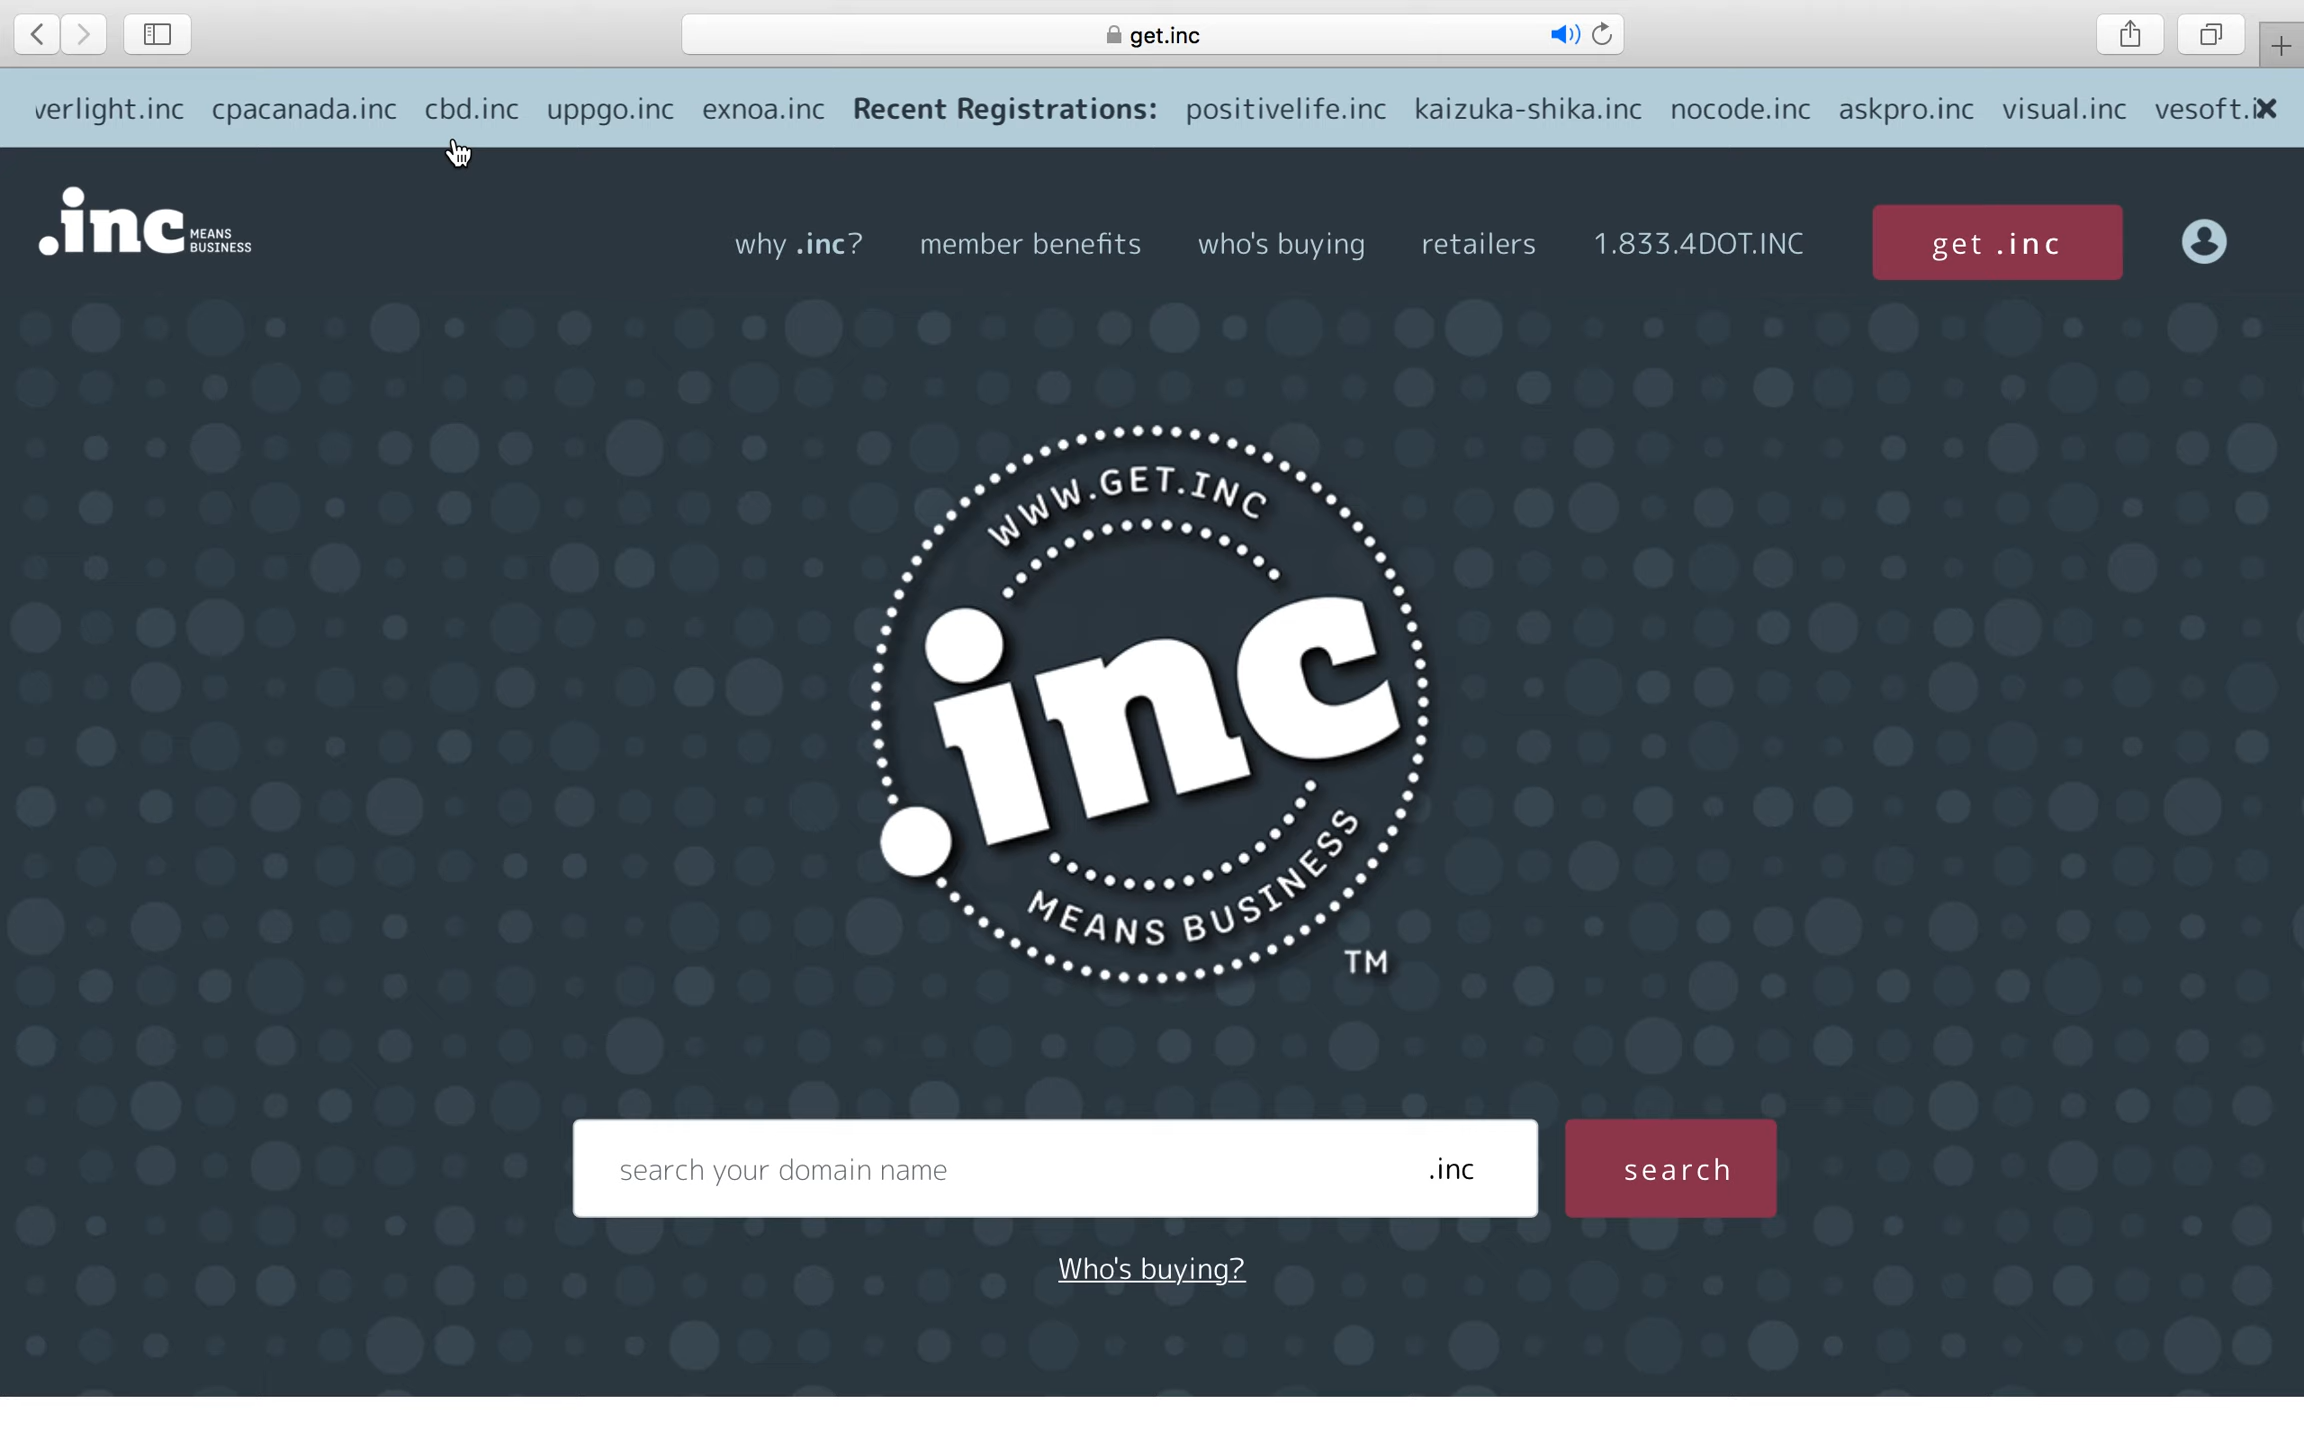 get.inc
verlight.inc cpacanada.inc cbd.inc uppgo.inc exnoa.inc Recent Registrations: positivelife.inc kaizuka-shika.inc nocode.inc askpro.inc visual.inc vesoft.i
.inc MEANS BUSINESS
why .inc? member benefits who's buying retailers 1.833.4DOT.INC get .inc
WWW.GET.INC
.inc
MEANS BUSINESS
TM
search your domain name .inc search
Who's buying?